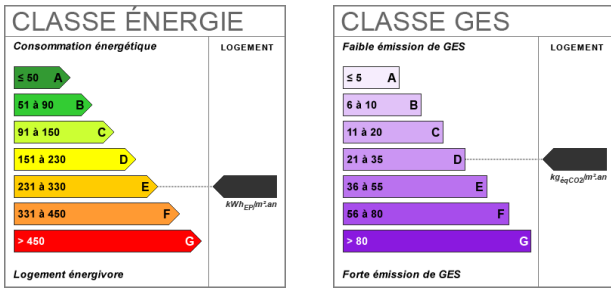 CLASSE ÉNERGIE
Consommation énergétique
LOGEMENT
≤ 50 A
51 à 90 B
91 à 150 C
151 à 230 D
231 à 330 E
kWhEP/m².an
331 à 450 F
> 450 G
Logement énergivore
CLASSE GES
Faible émission de GES
LOGEMENT
≤ 5 A
6 à 10 B
11 à 20 C
21 à 35 D
kgéqCO2/m².an
36 à 55 E
56 à 80 F
> 80 G
Forte émission de GES